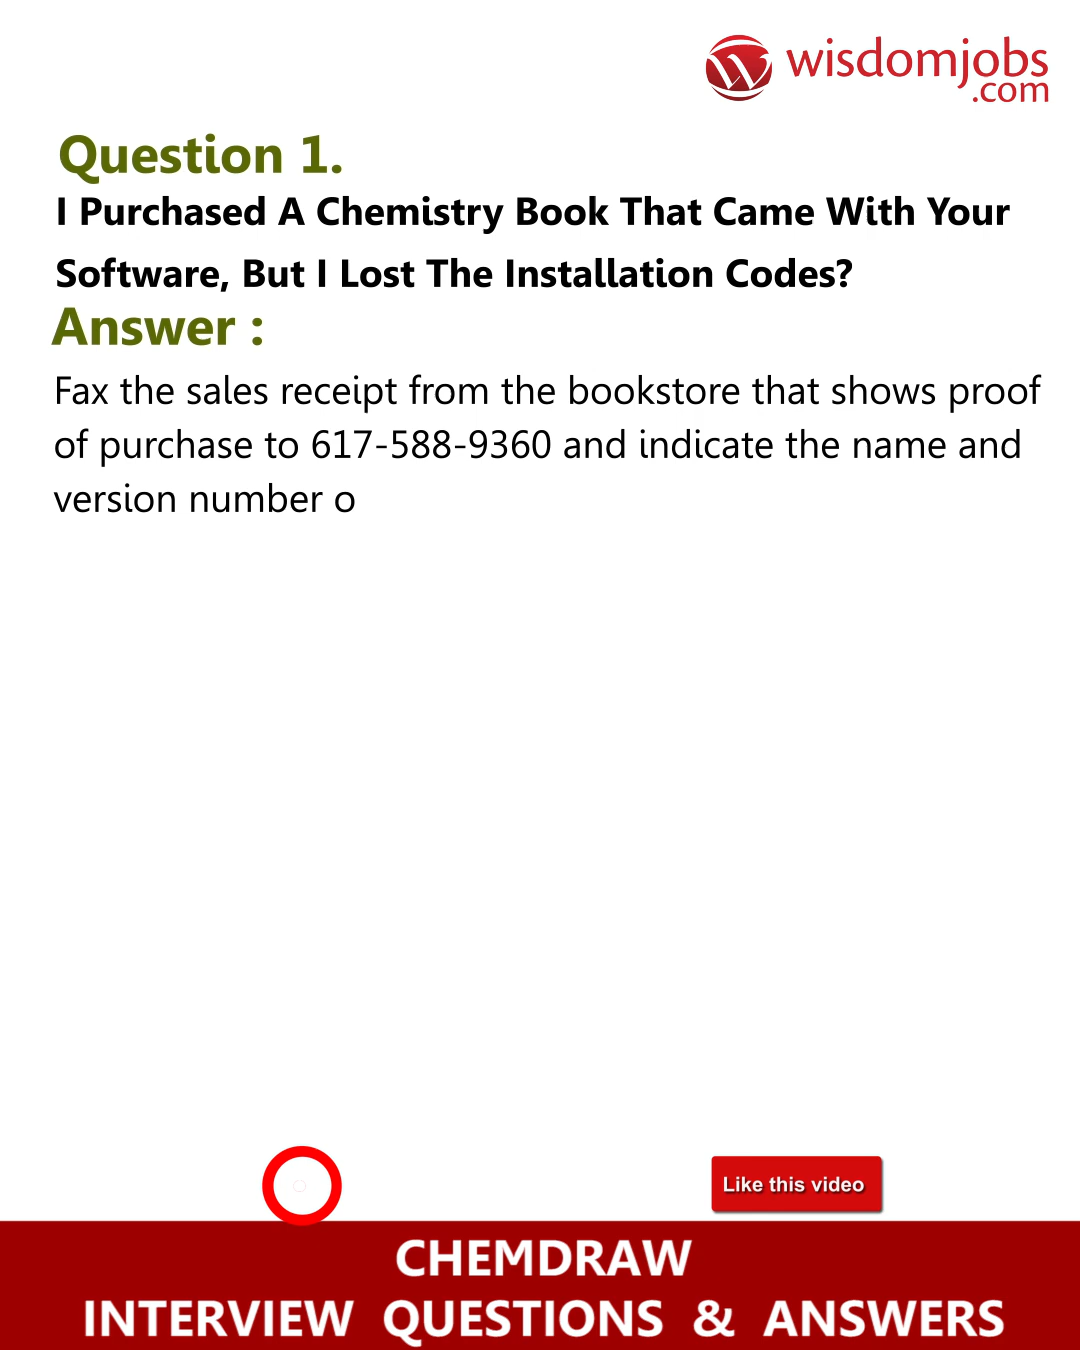 wisdomjobs
.com
Question 1.
I Purchased A Chemistry Book That Came With Your
Software, But I Lost The Installation Codes?
Answer :
Fax the sales receipt from the bookstore that shows proof
of purchase to 617-588-9360 and indicate the name and
version number o
Like this video
CHEMDRAW
INTERVIEW QUESTIONS & ANSWERS